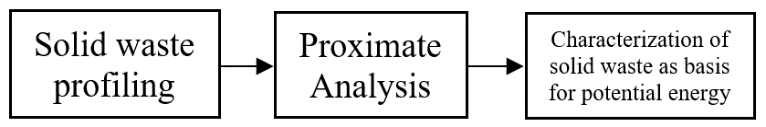 Solid waste
profiling
Proximate
Analysis
Characterization of
solid waste as basis
for potential energy